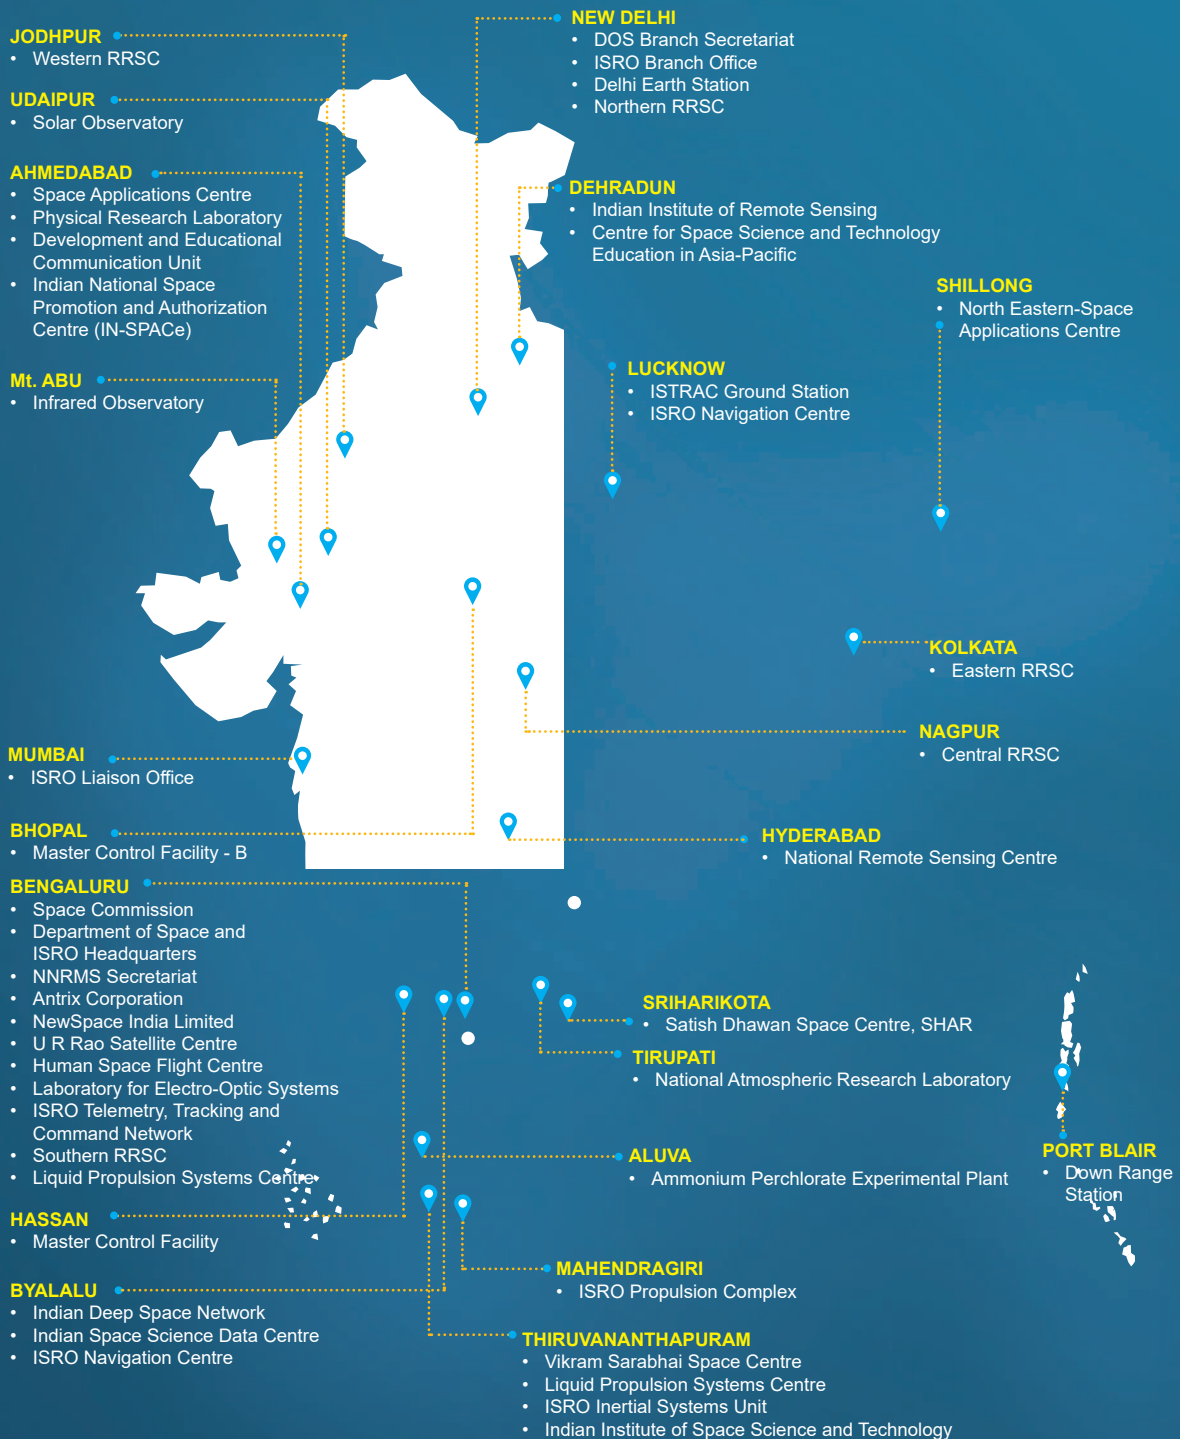 JODHPUR
• Western RRSC
UDAIPUR
• Solar Observatory
AHMEDABAD
• Space Applications Centre
• Physical Research Laboratory
• Development and Educational
Communication Unit
• Indian National Space
Promotion and Authorization
Centre (IN-SPACe)
Mt. ABU
• Infrared Observatory
NEW DELHI
• DOS Branch Secretariat
• ISRO Branch Office
• Delhi Earth Station
• Northern RRSC
DEHRADUN
• Indian Institute of Remote Sensing
• Centre for Space Science and Technology
Education in Asia-Pacific
SHILLONG
• North Eastern-Space
Applications Centre
LUCKNOW
• ISTRAC Ground Station
• ISRO Navigation Centre
KOLKATA
• Eastern RRSC
NAGPUR
• Central RRSC
MUMBAI
• ISRO Liaison Office
BHOPAL
• Master Control Facility - B
HYDERABAD
• National Remote Sensing Centre
BENGALURU
• Space Commission
• Department of Space and
ISRO Headquarters
• NNRMS Secretariat
• Antrix Corporation
• NewSpace India Limited
• U R Rao Satellite Centre
• Human Space Flight Centre
• Laboratory for Electro-Optic Systems
• ISRO Telemetry, Tracking and
Command Network
• Southern RRSC
• Liquid Propulsion Systems Centre
HASSAN
• Master Control Facility
BYALALU
• Indian Deep Space Network
• Indian Space Science Data Centre
• ISRO Navigation Centre
SRIHARIKOTA
• Satish Dhawan Space Centre, SHAR
TIRUPATI
• National Atmospheric Research Laboratory
ALUVA
• Ammonium Perchlorate Experimental Plant
PORT BLAIR
• Down Range
Station
MAHENDRAGIRI
• ISRO Propulsion Complex
THIRUVANANTHAPURAM
• Vikram Sarabhai Space Centre
• Liquid Propulsion Systems Centre
• ISRO Inertial Systems Unit
• Indian Institute of Space Science and Technology